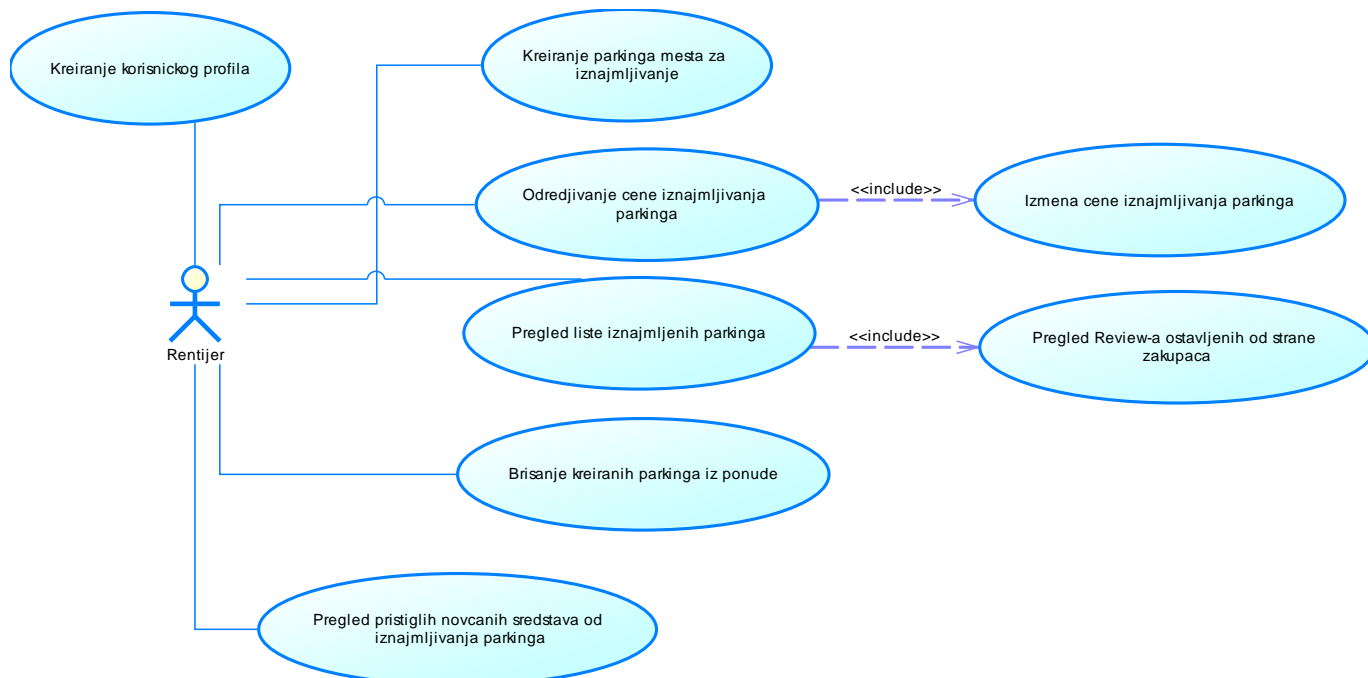 Kreiranje korisnickog profila
Kreiranje parkinga mesta za
iznajmljivanje
Odredjivanje cene iznajmljivanja
parkinga
<<include>>
Izmena cene iznajmljivanja parkinga
Rentijer
Pregled liste iznajmljenih parkinga
<<include>>
Pregled Review-a ostavljenih od strane
zakupaca
Brisanje kreiranih parkinga iz ponude
Pregled pristiglih novcanih sredstava od
iznajmljivanja parkinga